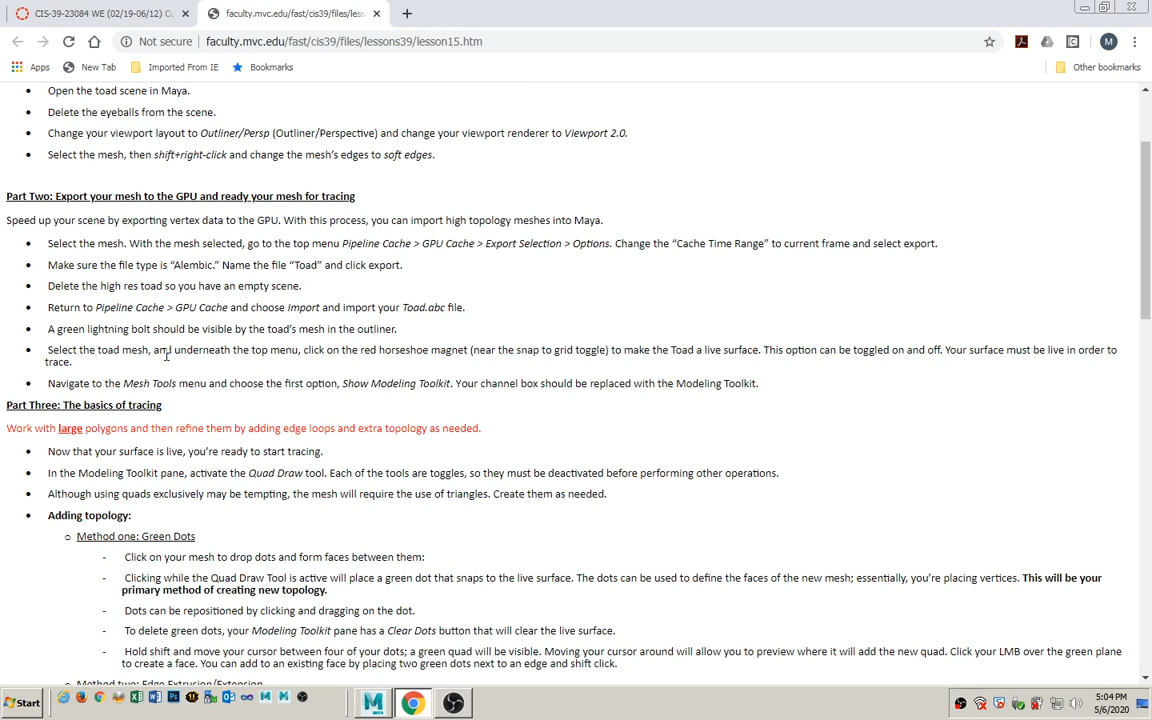 CIS-39-23084 WE (02/19-06/12) Cu
faculty.mvc.edu/fast/cis39/files/less
Not secure | faculty.mvc.edu/fast/cis39/files/lessons39/lesson15.htm
M
Apps New Tab Imported From IE Bookmarks Other bookmarks
• Open the toad scene in Maya.
• Delete the eyeballs from the scene.
• Change your viewport layout to Outliner/Persp (Outliner/Perspective) and change your viewport renderer to Viewport 2.0.
• Select the mesh, then shift+right-click and change the mesh's edges to soft edges.
Part Two: Export your mesh to the GPU and ready your mesh for tracing
Speed up your scene by exporting vertex data to the GPU. With this process, you can import high topology meshes into Maya.
• Select the mesh. With the mesh selected, go to the top menu Pipeline Cache > GPU Cache > Export Selection > Options. Change the “Cache Time Range” to current frame and select export.
• Make sure the file type is “Alembic.” Name the file “Toad” and click export.
• Delete the high res toad so you have an empty scene.
• Return to Pipeline Cache > GPU Cache and choose Import and import your Toad.abc file.
• A green lightning bolt should be visible by the toad's mesh in the outliner.
• Select the toad mesh, and underneath the top menu, click on the red horseshoe magnet (near the snap to grid toggle) to make the Toad a live surface. This option can be toggled on and off. Your surface must be live in order to
trace.
• Navigate to the Mesh Tools menu and choose the first option, Show Modeling Toolkit. Your channel box should be replaced with the Modeling Toolkit.
Part Three: The basics of tracing
Work with large polygons and then refine them by adding edge loops and extra topology as needed.
• Now that your surface is live, you're ready to start tracing.
• In the Modeling Toolkit pane, activate the Quad Draw tool. Each of the tools are toggles, so they must be deactivated before performing other operations.
• Although using quads exclusively may be tempting, the mesh will require the use of triangles. Create them as needed.
• Adding topology:
o Method one: Green Dots
- Click on your mesh to drop dots and form faces between them:
- Clicking while the Quad Draw Tool is active will place a green dot that snaps to the live surface. The dots can be used to define the faces of the new mesh; essentially, you're placing vertices. This will be your
primary method of creating new topology.
- Dots can be repositioned by clicking and dragging on the dot.
- To delete green dots, your Modeling Toolkit pane has a Clear Dots button that will clear the live surface.
- Hold shift and move your cursor between four of your dots; a green quad will be visible. Moving your cursor around will allow you to preview where it will add the new quad. Click your LMB over the green plane
to create a face. You can add to an existing face by placing two green dots next to an edge and shift click.
o Method two: Edge Extrusion/Extension
Start
5:04 PM
5/6/2020